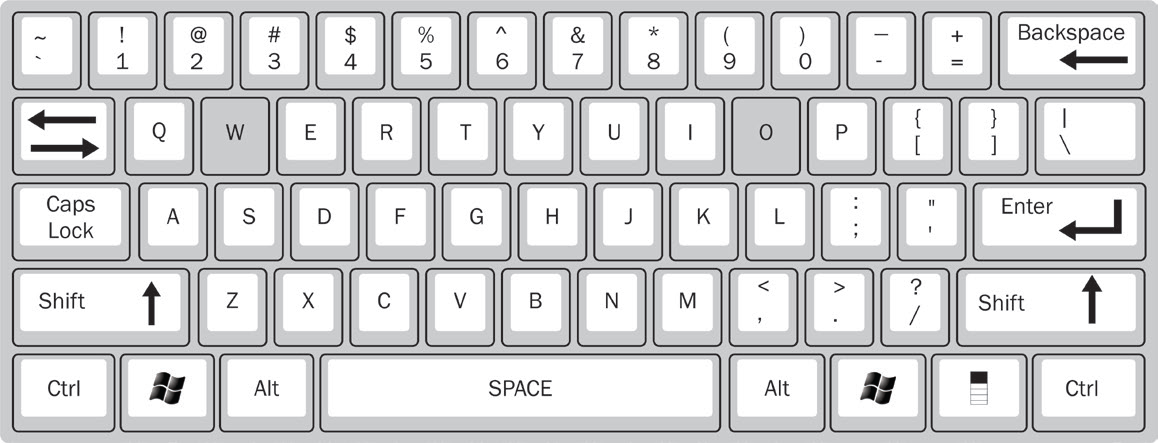 ~ ! @ # $ % ^ & * ( ) — + Backspace
` 1 2 3 4 5 6 7 8 9 0 - =
Q W E R T Y U I O P { } |
[ ] \
Caps
Lock A S D F G H J K L : " Enter
; '
Shift Z X C V B N M < > ? Shift
, . /
Ctrl Alt SPACE Alt Ctrl